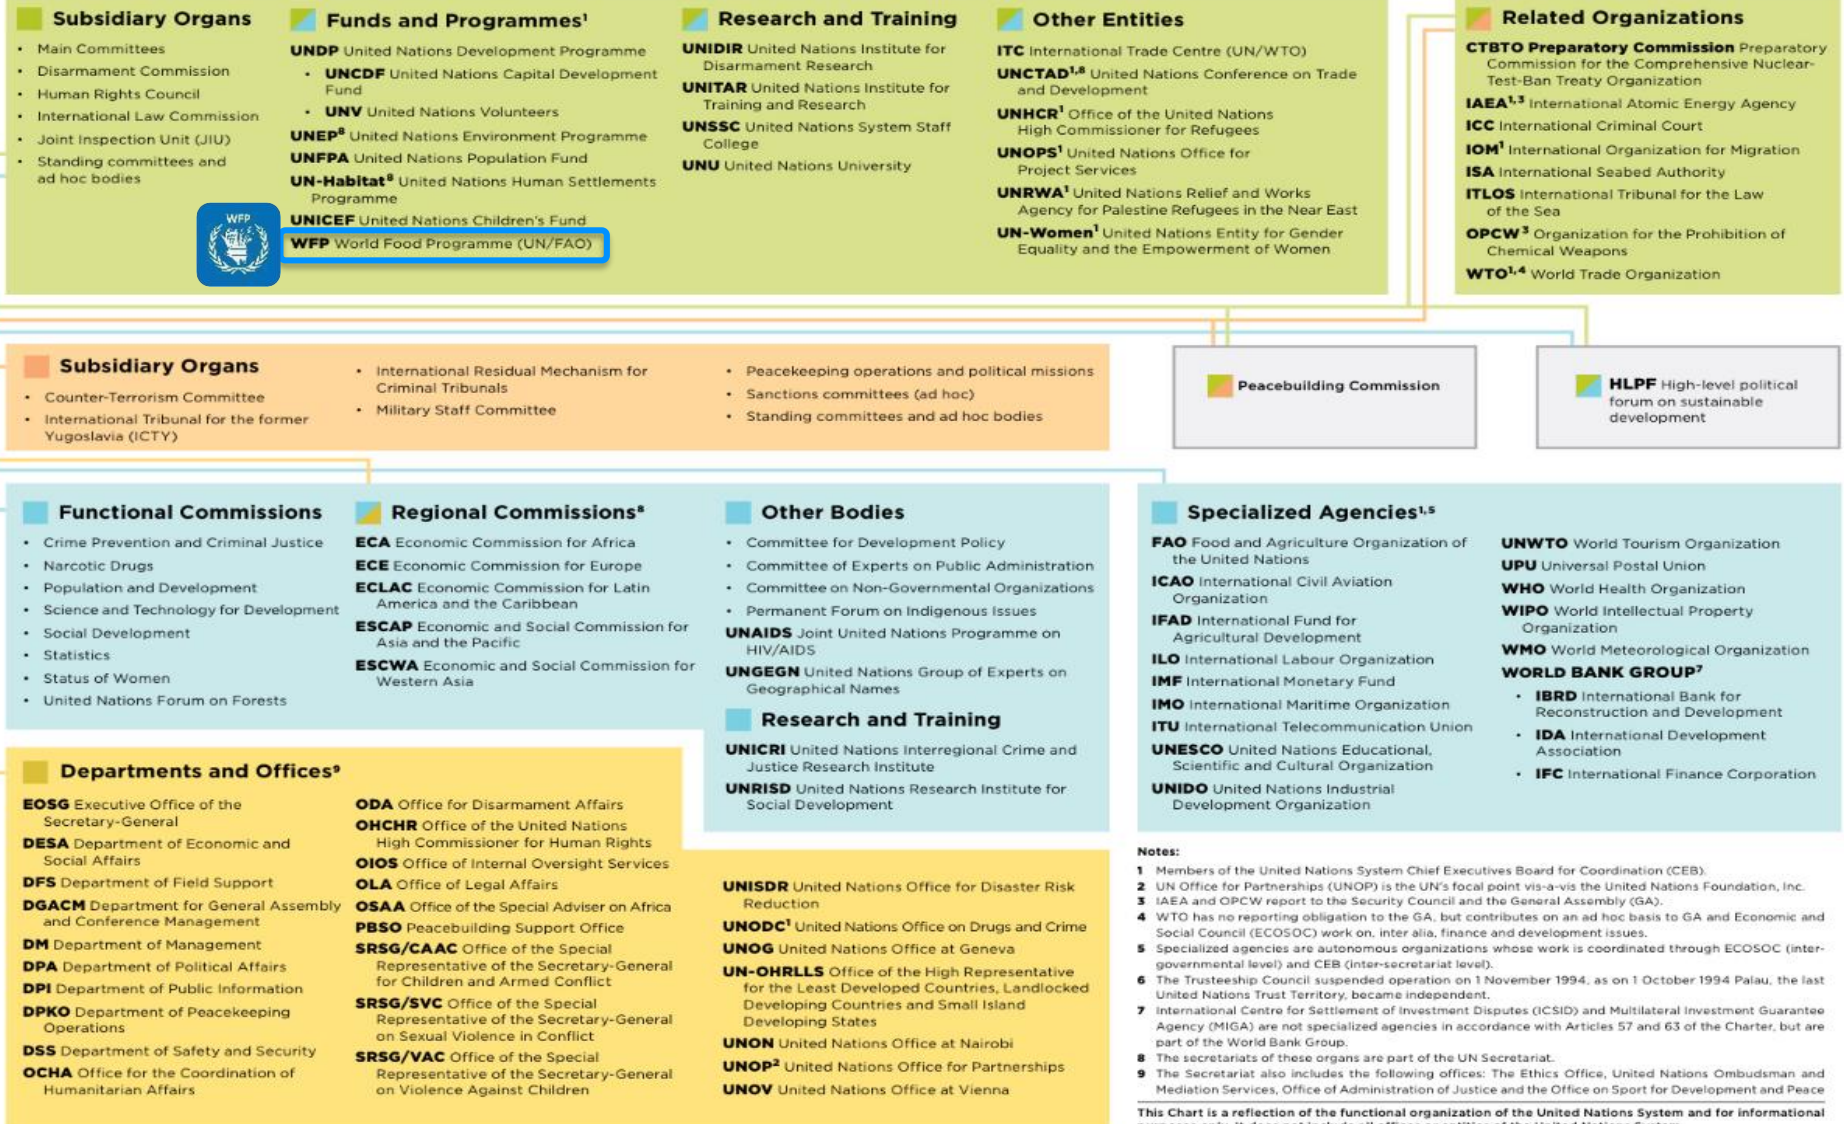 Subsidiary Organs
• Main Committees
• Disarmament Commission
• Human Rights Council
• International Law Commission
• Joint Inspection Unit (JIU)
• Standing committees and
ad hoc bodies
Funds and Programmes¹
UNDP United Nations Development Programme
• UNCDF United Nations Capital Development
Fund
• UNV United Nations Volunteers
UNEP⁸ United Nations Environment Programme
UNFPA United Nations Population Fund
UN-Habitat⁸ United Nations Human Settlements
Programme
UNICEF United Nations Children's Fund
WFP
WFP World Food Programme (UN/FAO)
Research and Training
UNIDIR United Nations Institute for
Disarmament Research
UNITAR United Nations Institute for
Training and Research
UNSSC United Nations System Staff
College
UNU United Nations University
Other Entities
ITC International Trade Centre (UN/WTO)
UNCTAD¹,⁸ United Nations Conference on Trade
and Development
UNHCR¹ Office of the United Nations
High Commissioner for Refugees
UNOPS¹ United Nations Office for
Project Services
UNRWA¹ United Nations Relief and Works
Agency for Palestine Refugees in the Near East
UN-Women¹ United Nations Entity for Gender
Equality and the Empowerment of Women
Related Organizations
CTBTO Preparatory Commission Preparatory
Commission for the Comprehensive Nuclear-
Test-Ban Treaty Organization
IAEA¹,³ International Atomic Energy Agency
ICC International Criminal Court
IOM¹ International Organization for Migration
ISA International Seabed Authority
ITLOS International Tribunal for the Law
of the Sea
OPCW³ Organization for the Prohibition of
Chemical Weapons
WTO¹,⁴ World Trade Organization
Subsidiary Organs
• Counter-Terrorism Committee
• International Tribunal for the former
Yugoslavia (ICTY)
• International Residual Mechanism for
Criminal Tribunals
• Military Staff Committee
• Peacekeeping operations and political missions
• Sanctions committees (ad hoc)
• Standing committees and ad hoc bodies
Peacebuilding Commission
HLPF High-level political
forum on sustainable
development
Functional Commissions
• Crime Prevention and Criminal Justice
• Narcotic Drugs
• Population and Development
• Science and Technology for Development
• Social Development
• Statistics
• Status of Women
• United Nations Forum on Forests
Regional Commissions⁸
ECA Economic Commission for Africa
ECE Economic Commission for Europe
ECLAC Economic Commission for Latin
America and the Caribbean
ESCAP Economic and Social Commission for
Asia and the Pacific
ESCWA Economic and Social Commission for
Western Asia
Other Bodies
• Committee for Development Policy
• Committee of Experts on Public Administration
• Committee on Non-Governmental Organizations
• Permanent Forum on Indigenous Issues
UNAIDS Joint United Nations Programme on
HIV/AIDS
UNGEGN United Nations Group of Experts on
Geographical Names
Research and Training
UNICRI United Nations Interregional Crime and
Justice Research Institute
UNRISD United Nations Research Institute for
Social Development
Specialized Agencies¹,⁵
FAO Food and Agriculture Organization of
the United Nations
ICAO International Civil Aviation
Organization
IFAD International Fund for
Agricultural Development
ILO International Labour Organization
IMF International Monetary Fund
IMO International Maritime Organization
ITU International Telecommunication Union
UNESCO United Nations Educational,
Scientific and Cultural Organization
UNIDO United Nations Industrial
Development Organization
UNWTO World Tourism Organization
UPU Universal Postal Union
WHO World Health Organization
WIPO World Intellectual Property
Organization
WMO World Meteorological Organization
WORLD BANK GROUP⁷
• IBRD International Bank for
Reconstruction and Development
• IDA International Development
Association
• IFC International Finance Corporation
Departments and Offices⁹
EOSG Executive Office of the
Secretary-General
DESA Department of Economic and
Social Affairs
DFS Department of Field Support
DGACM Department for General Assembly
and Conference Management
DM Department of Management
DPA Department of Political Affairs
DPI Department of Public Information
DPKO Department of Peacekeeping
Operations
DSS Department of Safety and Security
OCHA Office for the Coordination of
Humanitarian Affairs
ODA Office for Disarmament Affairs
OHCHR Office of the United Nations
High Commissioner for Human Rights
OIOS Office of Internal Oversight Services
OLA Office of Legal Affairs
OSAA Office of the Special Adviser on Africa
PBSO Peacebuilding Support Office
SRSG/CAAC Office of the Special
Representative of the Secretary-General
for Children and Armed Conflict
SRSG/SVC Office of the Special
Representative of the Secretary-General
on Sexual Violence in Conflict
SRSG/VAC Office of the Special
Representative of the Secretary-General
on Violence Against Children
UNISDR United Nations Office for Disaster Risk
Reduction
UNODC¹ United Nations Office on Drugs and Crime
UNOG United Nations Office at Geneva
UN-OHRLLS Office of the High Representative
for the Least Developed Countries, Landlocked
Developing Countries and Small Island
Developing States
UNON United Nations Office at Nairobi
UNOP² United Nations Office for Partnerships
UNOV United Nations Office at Vienna
Notes:
1 Members of the United Nations System Chief Executives Board for Coordination (CEB).
2 UN Office for Partnerships (UNOP) is the UN's focal point vis-a-vis the United Nations Foundation, Inc.
3 IAEA and OPCW report to the Security Council and the General Assembly (GA).
4 WTO has no reporting obligation to the GA, but contributes on an ad hoc basis to GA and Economic and
Social Council (ECOSOC) work on, inter alia, finance and development issues.
5 Specialized agencies are autonomous organizations whose work is coordinated through ECOSOC (inter-
governmental level) and CEB (inter-secretariat level).
6 The Trusteeship Council suspended operation on 1 November 1994, as on 1 October 1994 Palau, the last
United Nations Trust Territory, became independent.
7 International Centre for Settlement of Investment Disputes (ICSID) and Multilateral Investment Guarantee
Agency (MIGA) are not specialized agencies in accordance with Articles 57 and 63 of the Charter, but are
part of the World Bank Group.
8 The secretariats of these organs are part of the UN Secretariat.
9 The Secretariat also includes the following offices: The Ethics Office, United Nations Ombudsman and
Mediation Services, Office of Administration of Justice and the Office on Sport for Development and Peace
This Chart is a reflection of the functional organization of the United Nations System and for informational